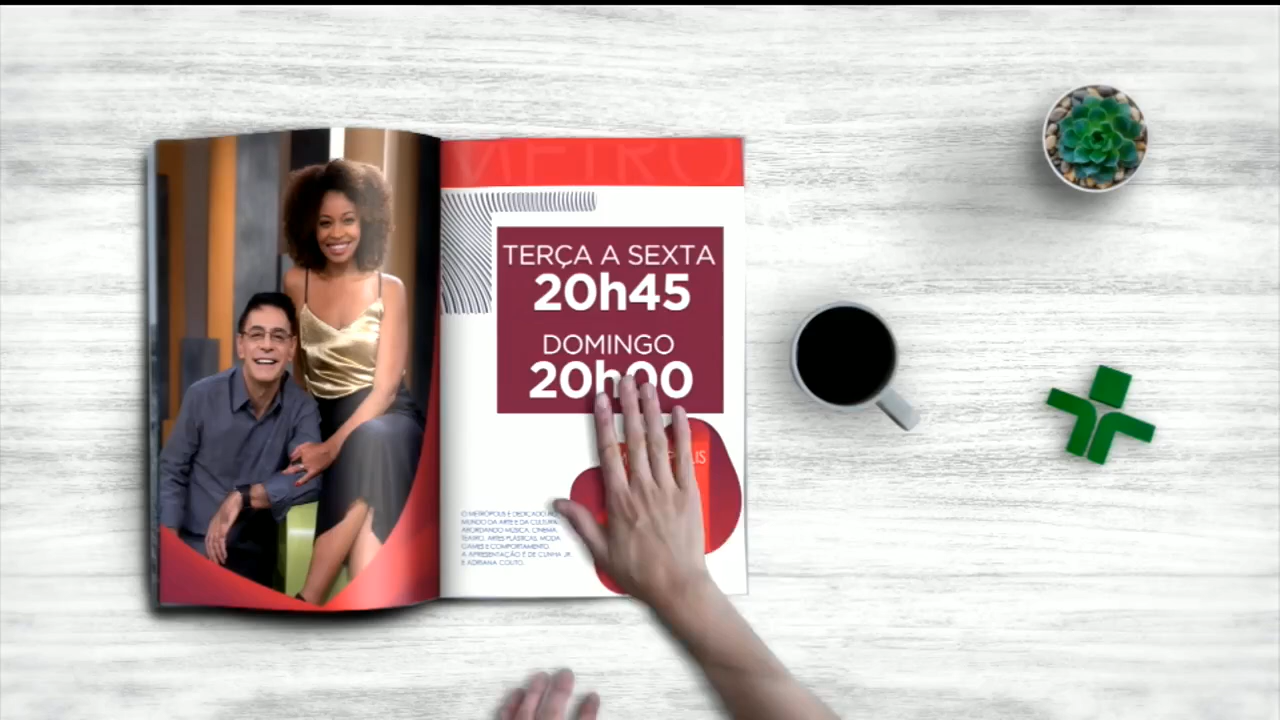 METRO
TERÇA A SEXTA
20h45
DOMINGO
20h00
O METRÓPOLIS É DEDICADO AO
MUNDO DA ARTE E DA CULTURA,
ABORDANDO MÚSICA, CINEMA,
TEATRO, ARTES PLÁSTICAS, MODA,
GAMES E COMPORTAMENTO.
A APRESENTAÇÃO É DE CUNHA JR.
E ADRIANA COUTO.